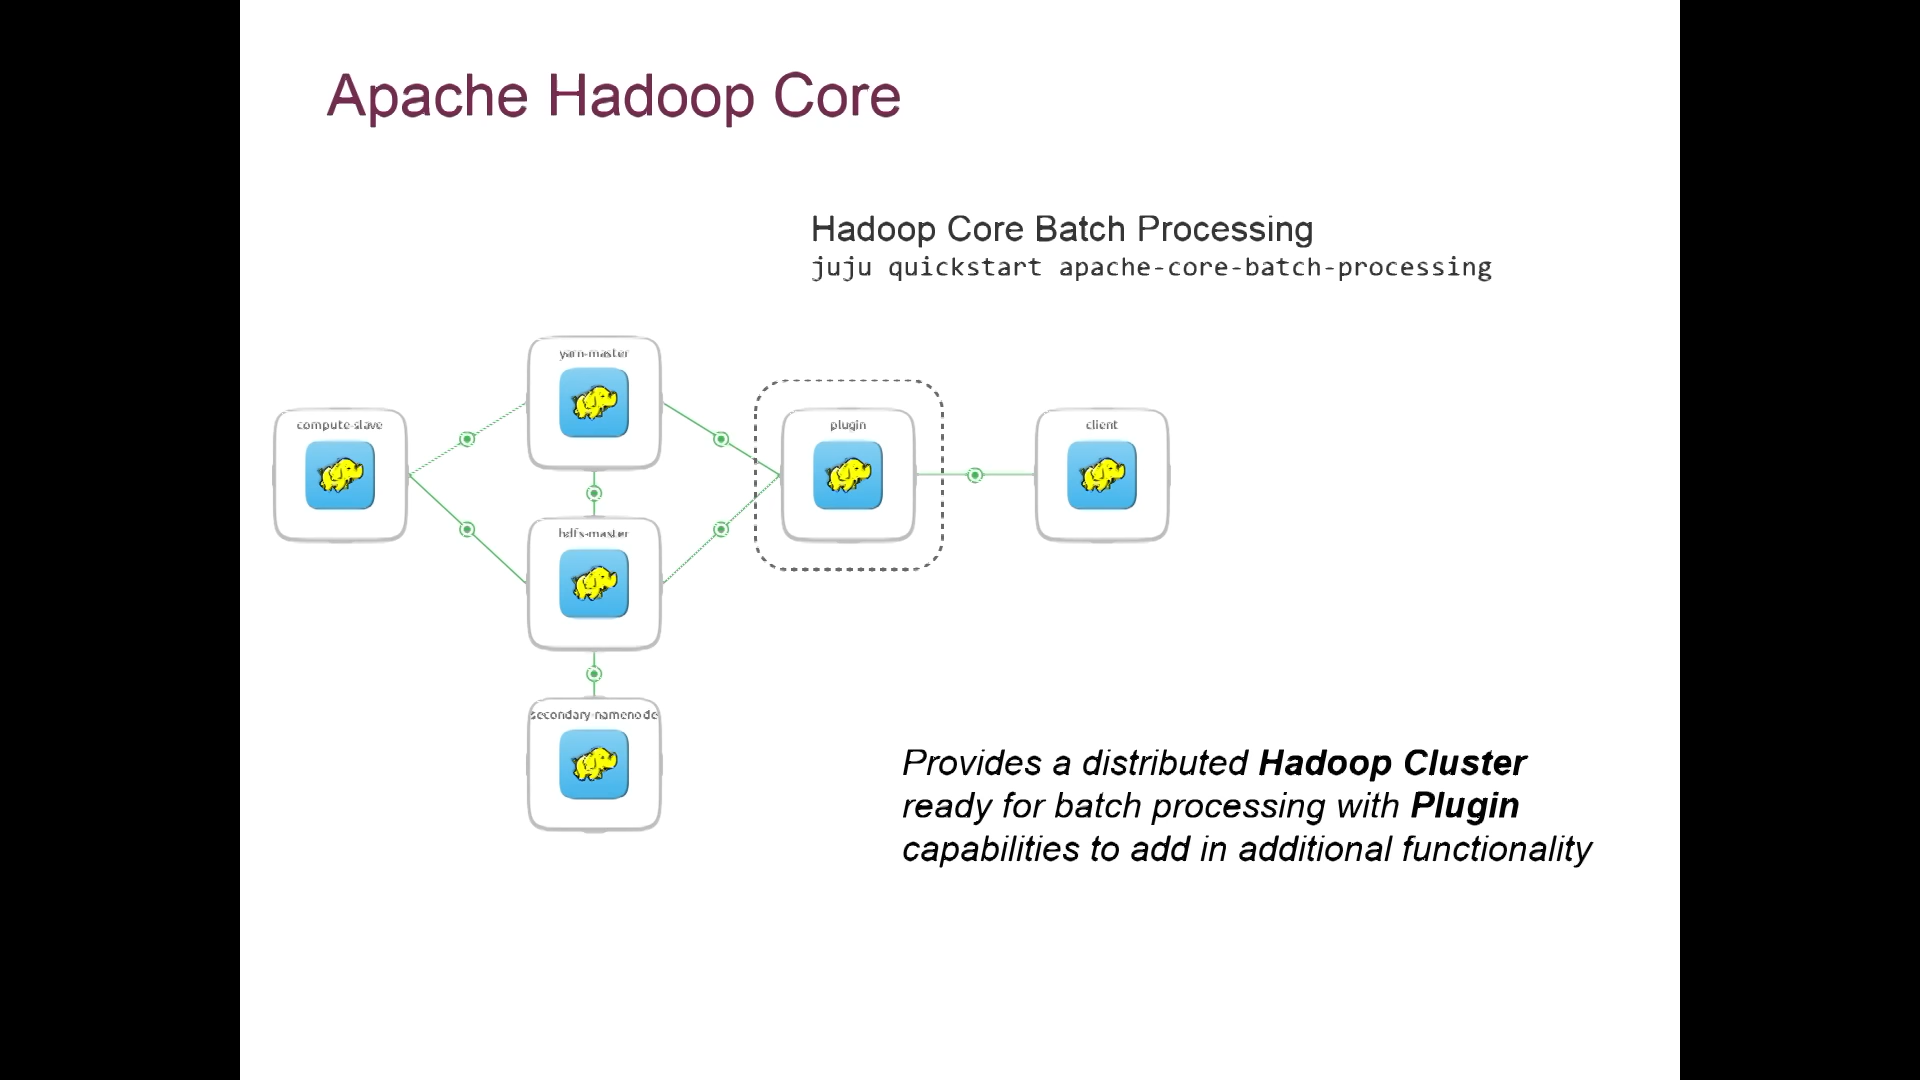 Apache Hadoop Core
Hadoop Core Batch Processing
juju quickstart apache-core-batch-processing
yarn-master
compute-slave
plugin
client
hdfs-master
secondary-namenode
Provides a distributed Hadoop Cluster
ready for batch processing with Plugin
capabilities to add in additional functionality